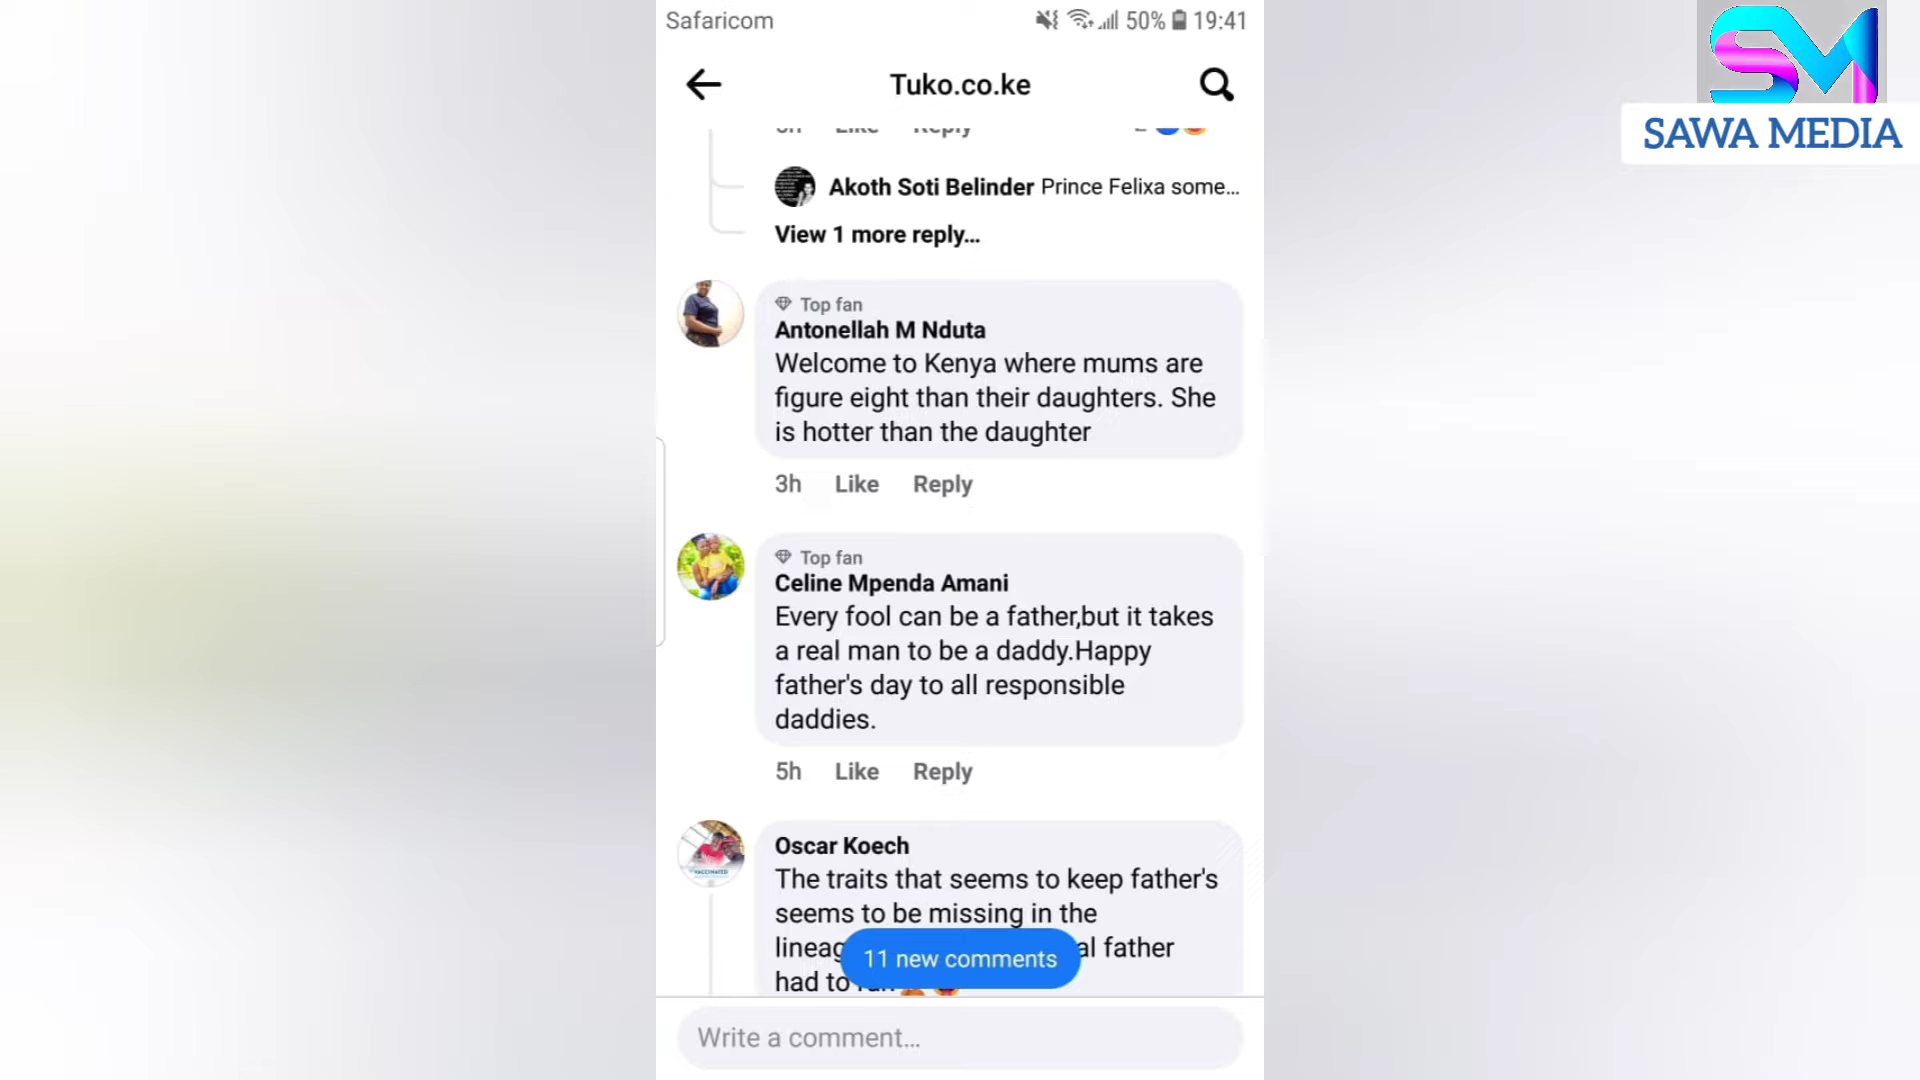 Safaricom
50%
19:41
SM
SAWA MEDIA
Tuko.co.ke
Like Reply
Akoth Soti Belinder Prince Felixa some...
View 1 more reply...
Top fan
Antonellah M Nduta
Welcome to Kenya where mums are
figure eight than their daughters. She
is hotter than the daughter
3h Like Reply
Top fan
Celine Mpenda Amani
Every fool can be a father,but it takes
a real man to be a daddy.Happy
father's day to all responsible
daddies.
5h Like Reply
VACCINATED
Oscar Koech
The traits that seems to keep father's
seems to be missing in the
al father
had to
11 new comments
Write a comment...